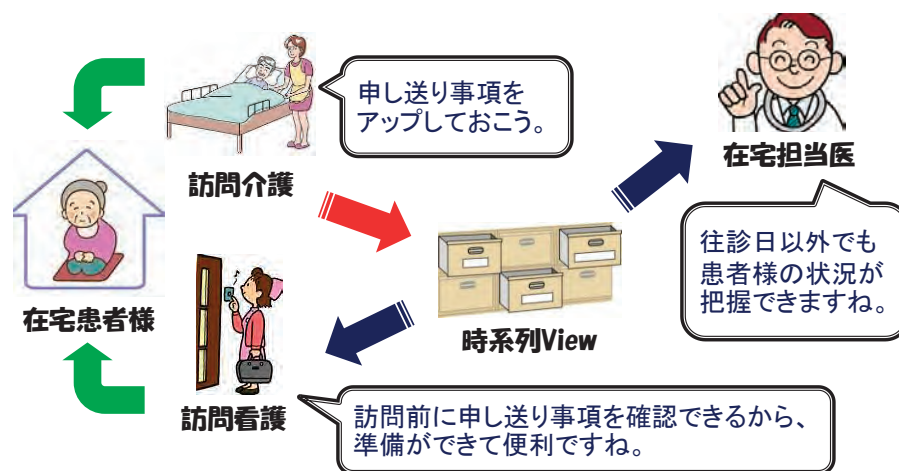 申し送り事項を
アップしておこう。
訪問介護
在宅担当医
往診日以外でも
患者様の状況が
把握できますね。
在宅患者様
時系列View
訪問看護
訪問前に申し送り事項を確認できるから、
準備ができて便利ですね。